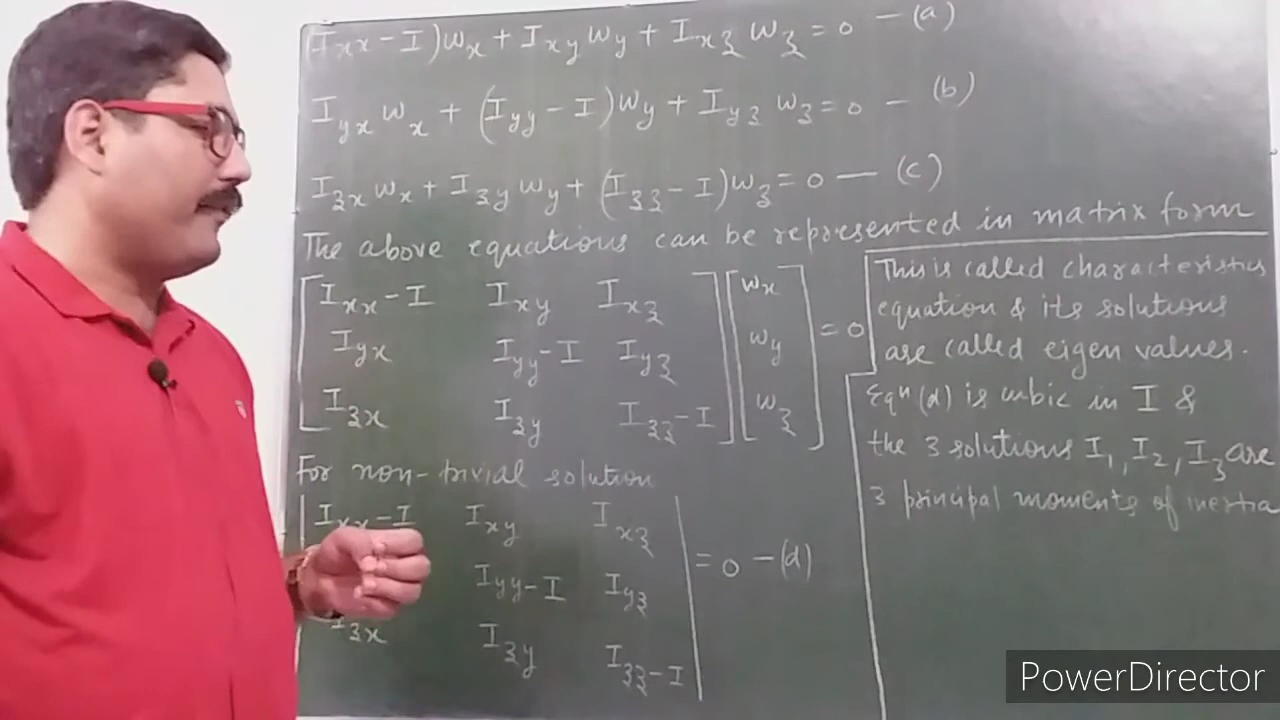 (Ixx - I)ωx + Ixy ωy + Ixz ωz = 0 — (a)
Iyx ωx + (Iyy - I)ωy + Iyz ωz = 0 — (b)
Izx ωx + Izy ωy + (Izz - I)ωz = 0 — (c)
The above equations can be represented in matrix form
[Ixx - I Ixy Ixz] [ωx]
[Iyx Iyy - I Iyz] [ωy] = 0
[Izx Izy Izz - I] [ωz]
For non-trivial solution
|Ixx - I Ixy Ixz|
Iyy - I Iyz| = 0 — (d)
Izx Izy Izz - I|
This is called characteristics
equation & its solutions
are called eigen values.
Eqn (d) is cubic in I &
the 3 solutions I1, I2, I3 are
3 principal moments of inertia
PowerDirector